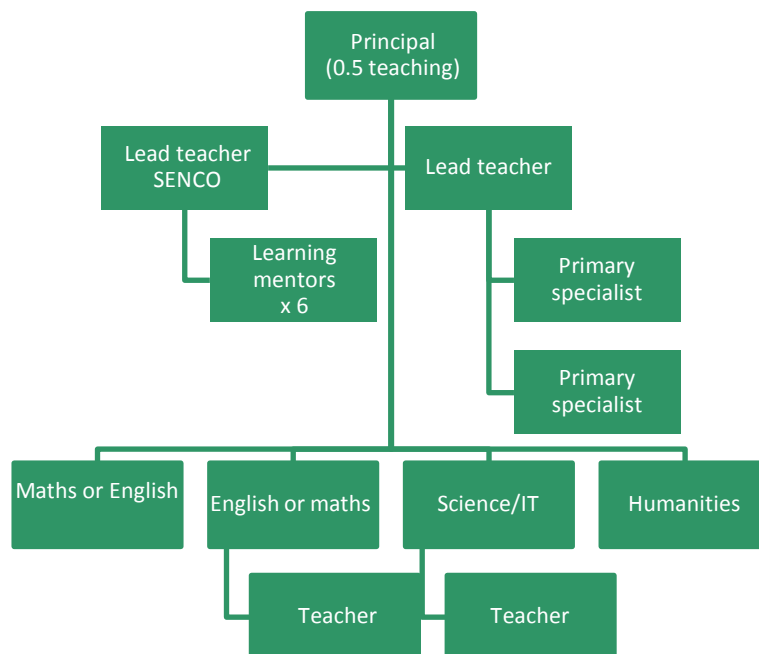 Principal
(0.5 teaching)
Lead teacher
SENCO
Lead teacher
Learning
mentors
x 6
Primary
specialist
Primary
specialist
Maths or English
English or maths
Science/IT
Humanities
Teacher
Teacher